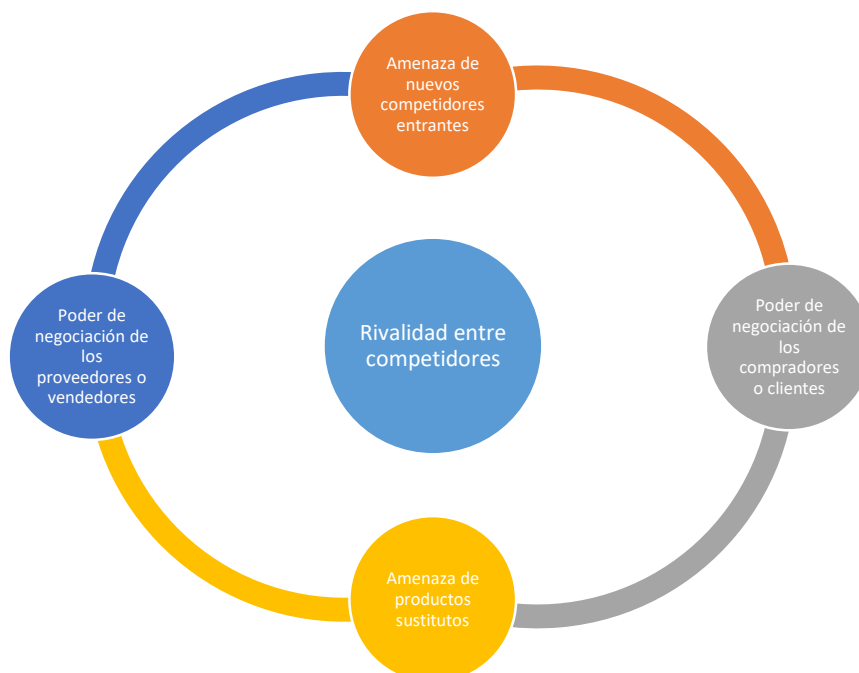 Amenaza de
nuevos
competidores
entrantes
Poder de
negociación de
los
proveedores o
vendedores
Rivalidad entre
competidores
Poder de
negociación de
los
compradores
o clientes
Amenaza de
productos
sustitutos